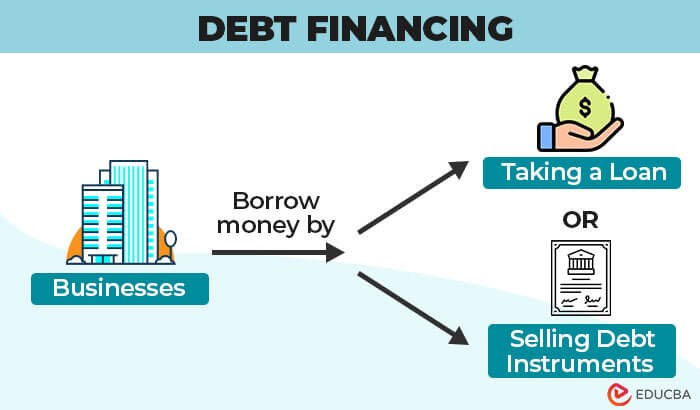 DEBT FINANCING
Businesses
Borrow
money by
$
Taking a Loan
OR
Selling Debt
Instruments
EDUCBA